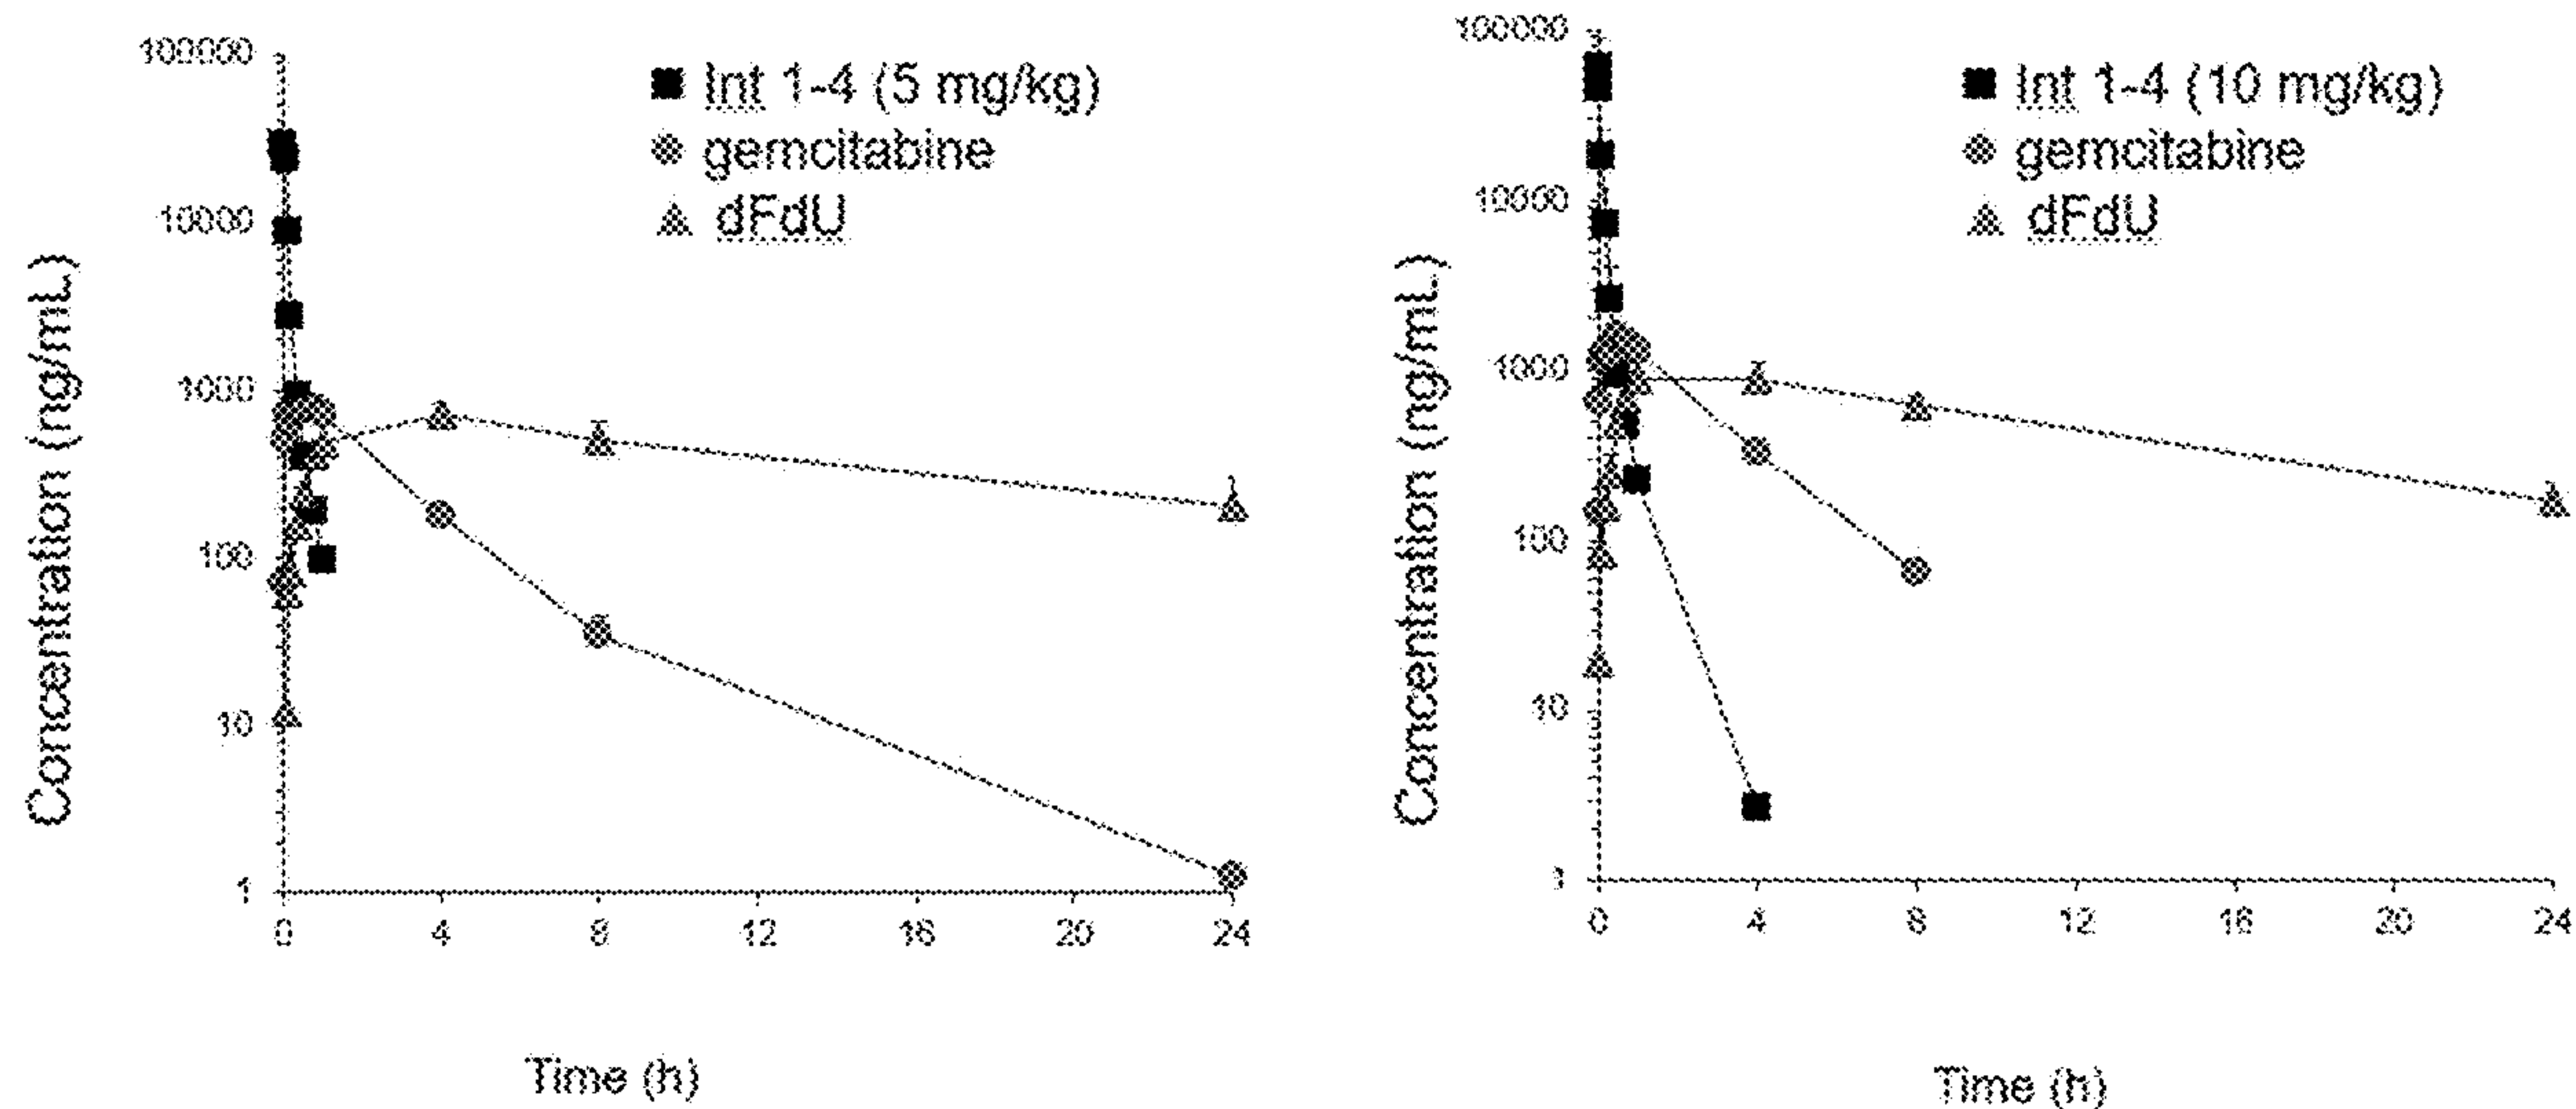 Concentration (ng/mL)
100000
10000
1000
100
10
1
Int 1-4 (5 mg/kg)
gemcitabine
dFdU
0 4 8 12 16 20 24
Time (h)
Concentration (ng/mL)
100000
10000
1000
100
10
1
Int 1-4 (10 mg/kg)
gemcitabine
dFdU
0 4 8 12 16 20 24
Time (h)